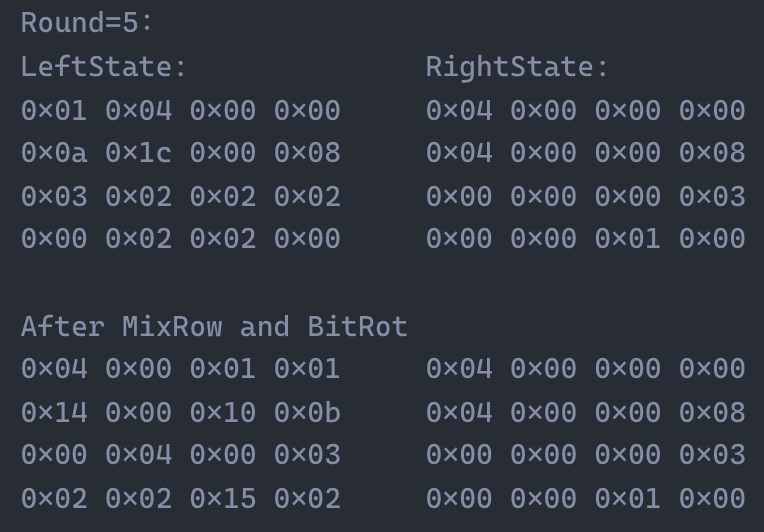 Round=5:
LeftState: RightState:
0x01 0x04 0x00 0x00 0x04 0x00 0x00 0x00
0x0a 0x1c 0x00 0x08 0x04 0x00 0x00 0x08
0x03 0x02 0x02 0x02 0x00 0x00 0x00 0x03
0x00 0x02 0x02 0x00 0x00 0x00 0x01 0x00
After MixRow and BitRot
0x04 0x00 0x01 0x01 0x04 0x00 0x00 0x00
0x14 0x00 0x10 0x0b 0x04 0x00 0x00 0x08
0x00 0x04 0x00 0x03 0x00 0x00 0x00 0x03
0x02 0x02 0x15 0x02 0x00 0x00 0x01 0x00